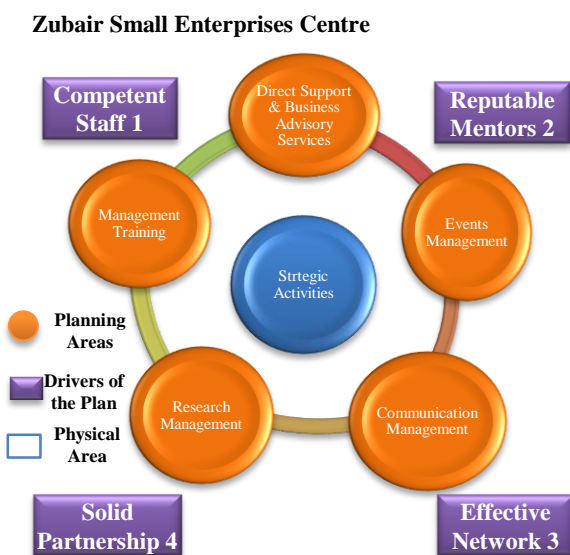 Zubair Small Enterprises Centre
Competent
Staff 1
Direct Support
& Business
Advisory
Services
Reputable
Mentors 2
Management
Training
Events
Management
Strtegic
Activities
Planning
Areas
Drivers of
the Plan
Physical
Area
Research
Management
Communication
Management
Solid
Partnership 4
Effective
Network 3